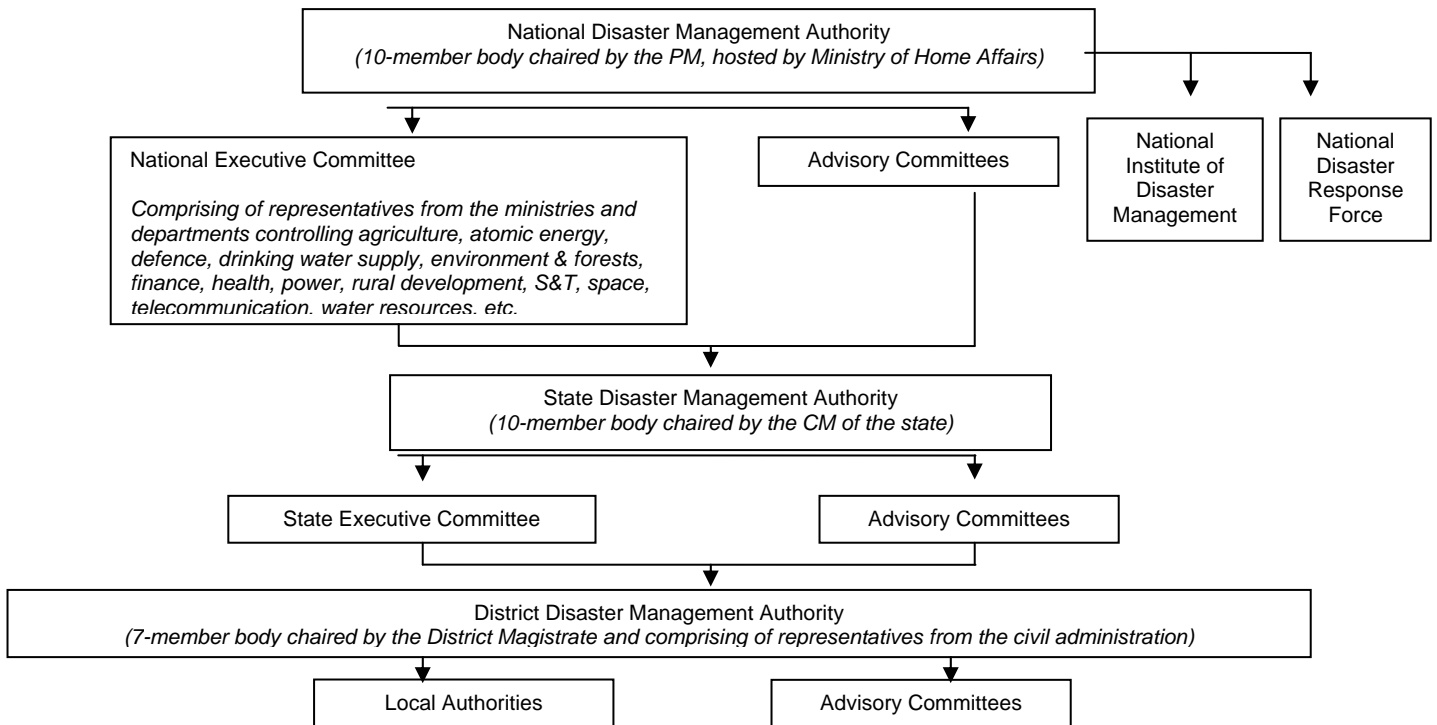 National Disaster Management Authority
(10-member body chaired by the PM, hosted by Ministry of Home Affairs)
National Executive Committee
Comprising of representatives from the ministries and
departments controlling agriculture, atomic energy,
defence, drinking water supply, environment & forests,
finance, health, power, rural development, S&T, space,
telecommunication, water resources, etc.
Advisory Committees
National
Institute of
Disaster
Management
National
Disaster
Response
Force
State Disaster Management Authority
(10-member body chaired by the CM of the state)
State Executive Committee
Advisory Committees
District Disaster Management Authority
(7-member body chaired by the District Magistrate and comprising of representatives from the civil administration)
Local Authorities
Advisory Committees